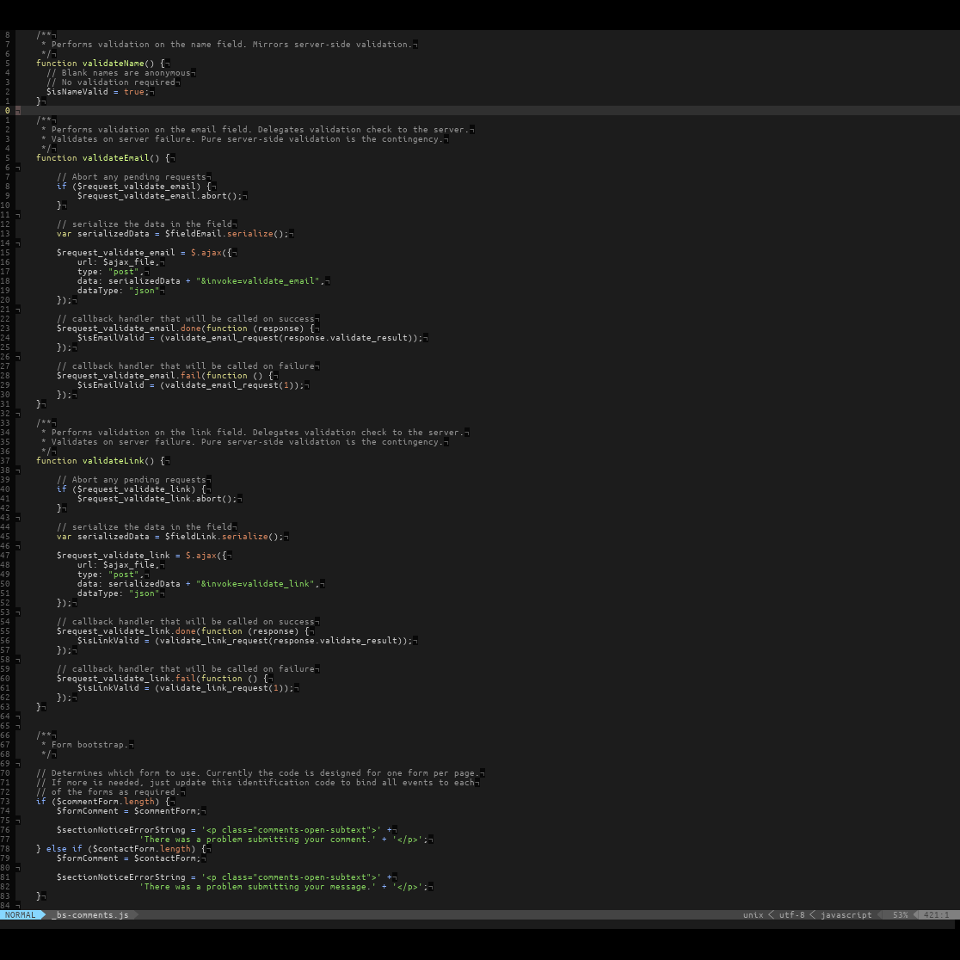 8 /**¬
7 * Performs validation on the name field. Mirrors server-side validation.¬
6 */¬
5 function validateName() {¬
4 // Blank names are anonymous¬
3 // No validation required¬
2 $isNameValid = true;¬
1 }¬
0 ¬
1 /**¬
2 * Performs validation on the email field. Delegates validation check to the server.¬
3 * Validates on server failure. Pure server-side validation is the contingency.¬
4 */¬
5 function validateEmail() {¬
6 ¬
7 // Abort any pending requests¬
8 if ($request_validate_email) {¬
9 $request_validate_email.abort();¬
10 }¬
11 ¬
12 // serialize the data in the field¬
13 var serializedData = $fieldEmail.serialize();¬
14 ¬
15 $request_validate_email = $.ajax({¬
16 url: $ajax_file,¬
17 type: "post",¬
18 data: serializedData + "&invoke=validate_email",¬
19 dataType: "json"¬
20 });¬
21 ¬
22 // callback handler that will be called on success¬
23 $request_validate_email.done(function (response) {¬
24 $isEmailValid = (validate_email_request(response.validate_result));¬
25 });¬
26 ¬
27 // callback handler that will be called on failure¬
28 $request_validate_email.fail(function () {¬
29 $isEmailValid = (validate_email_request(1));¬
30 });¬
31 }¬
32 ¬
33 /**¬
34 * Performs validation on the link field. Delegates validation check to the server.¬
35 * Validates on server failure. Pure server-side validation is the contingency.¬
36 */¬
37 function validateLink() {¬
38 ¬
39 // Abort any pending requests¬
40 if ($request_validate_link) {¬
41 $request_validate_link.abort();¬
42 }¬
43 ¬
44 // serialize the data in the field¬
45 var serializedData = $fieldLink.serialize();¬
46 ¬
47 $request_validate_link = $.ajax({¬
48 url: $ajax_file,¬
49 type: "post",¬
50 data: serializedData + "&invoke=validate_link",¬
51 dataType: "json"¬
52 });¬
53 ¬
54 // callback handler that will be called on success¬
55 $request_validate_link.done(function (response) {¬
56 $isLinkValid = (validate_link_request(response.validate_result));¬
57 });¬
58 ¬
59 // callback handler that will be called on failure¬
60 $request_validate_link.fail(function () {¬
61 $isLinkValid = (validate_link_request(1));¬
62 });¬
63 }¬
64 ¬
65 ¬
66 /**¬
67 * Form bootstrap.¬
68 */¬
69 ¬
70 // Determines which form to use. Currently the code is designed for one form per page.¬
71 // If more is needed, just update this identification code to bind all events to each¬
72 // of the forms as required.¬
73 if ($commentForm.length) {¬
74 $formComment = $commentForm;¬
75 ¬
76 $sectionNoticeErrorString = '<p class="comments-open-subtext">' +¬
77 'There was a problem submitting your comment.' + '</p>';¬
78 } else if ($contactForm.length) {¬
79 $formComment = $contactForm;¬
80 ¬
81 $sectionNoticeErrorString = '<p class="comments-open-subtext">' +¬
82 'There was a problem submitting your message.' + '</p>';¬
83 }¬
84 ¬
NORMAL _bs-comments.js unix < utf-8 < javascript 53% 421:1